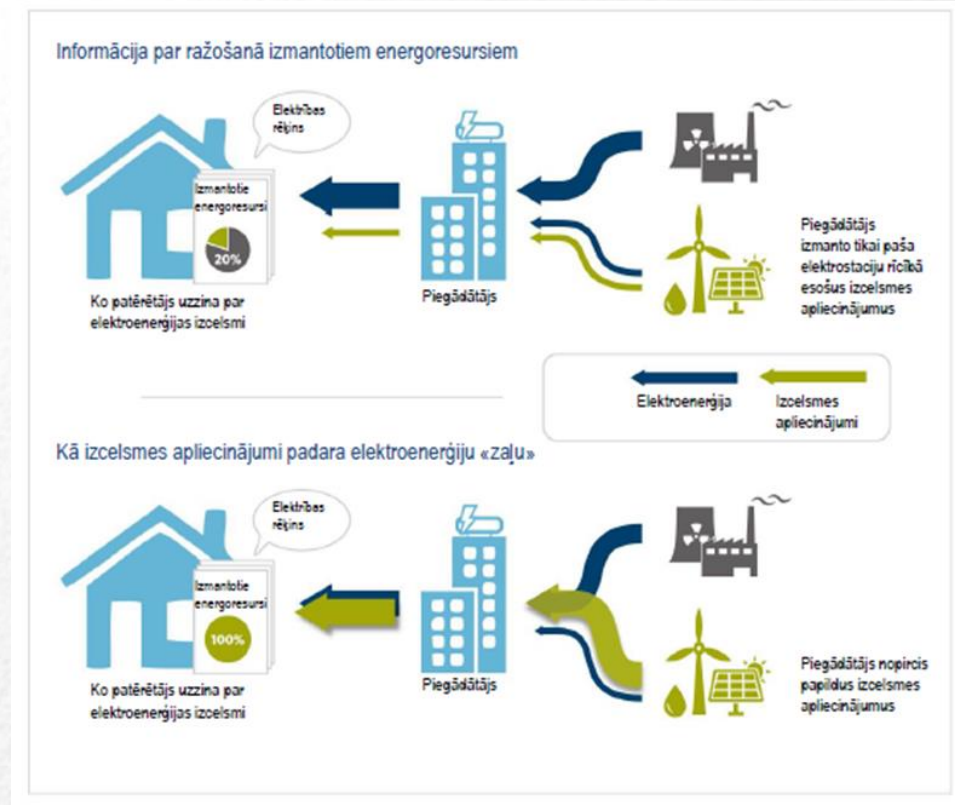 Informācija par ražošanā izmantotiem energoresursiem
Elektrības
rēķins
Izmantotie
energoresursi
20%
Ko patērētājs uzzina par
elektroenerģijas izcelsmi
Piegādātājs
Piegādātājs
izmanto tikai paša
elektrostaciju rīcībā
esošus izcelsmes
apliecinājumus
Elektroenerģija
Izcelsmes
apliecinājumi
Kā izcelsmes apliecinājumi padara elektroenerģiju «zaļu»
Elektrības
rēķins
Izmantotie
energoresursi
100%
Ko patērētājs uzzina par
elektroenerģijas izcelsmi
Piegādātājs
Piegādātājs nopircis
papildus izcelsmes
apliecinājumus